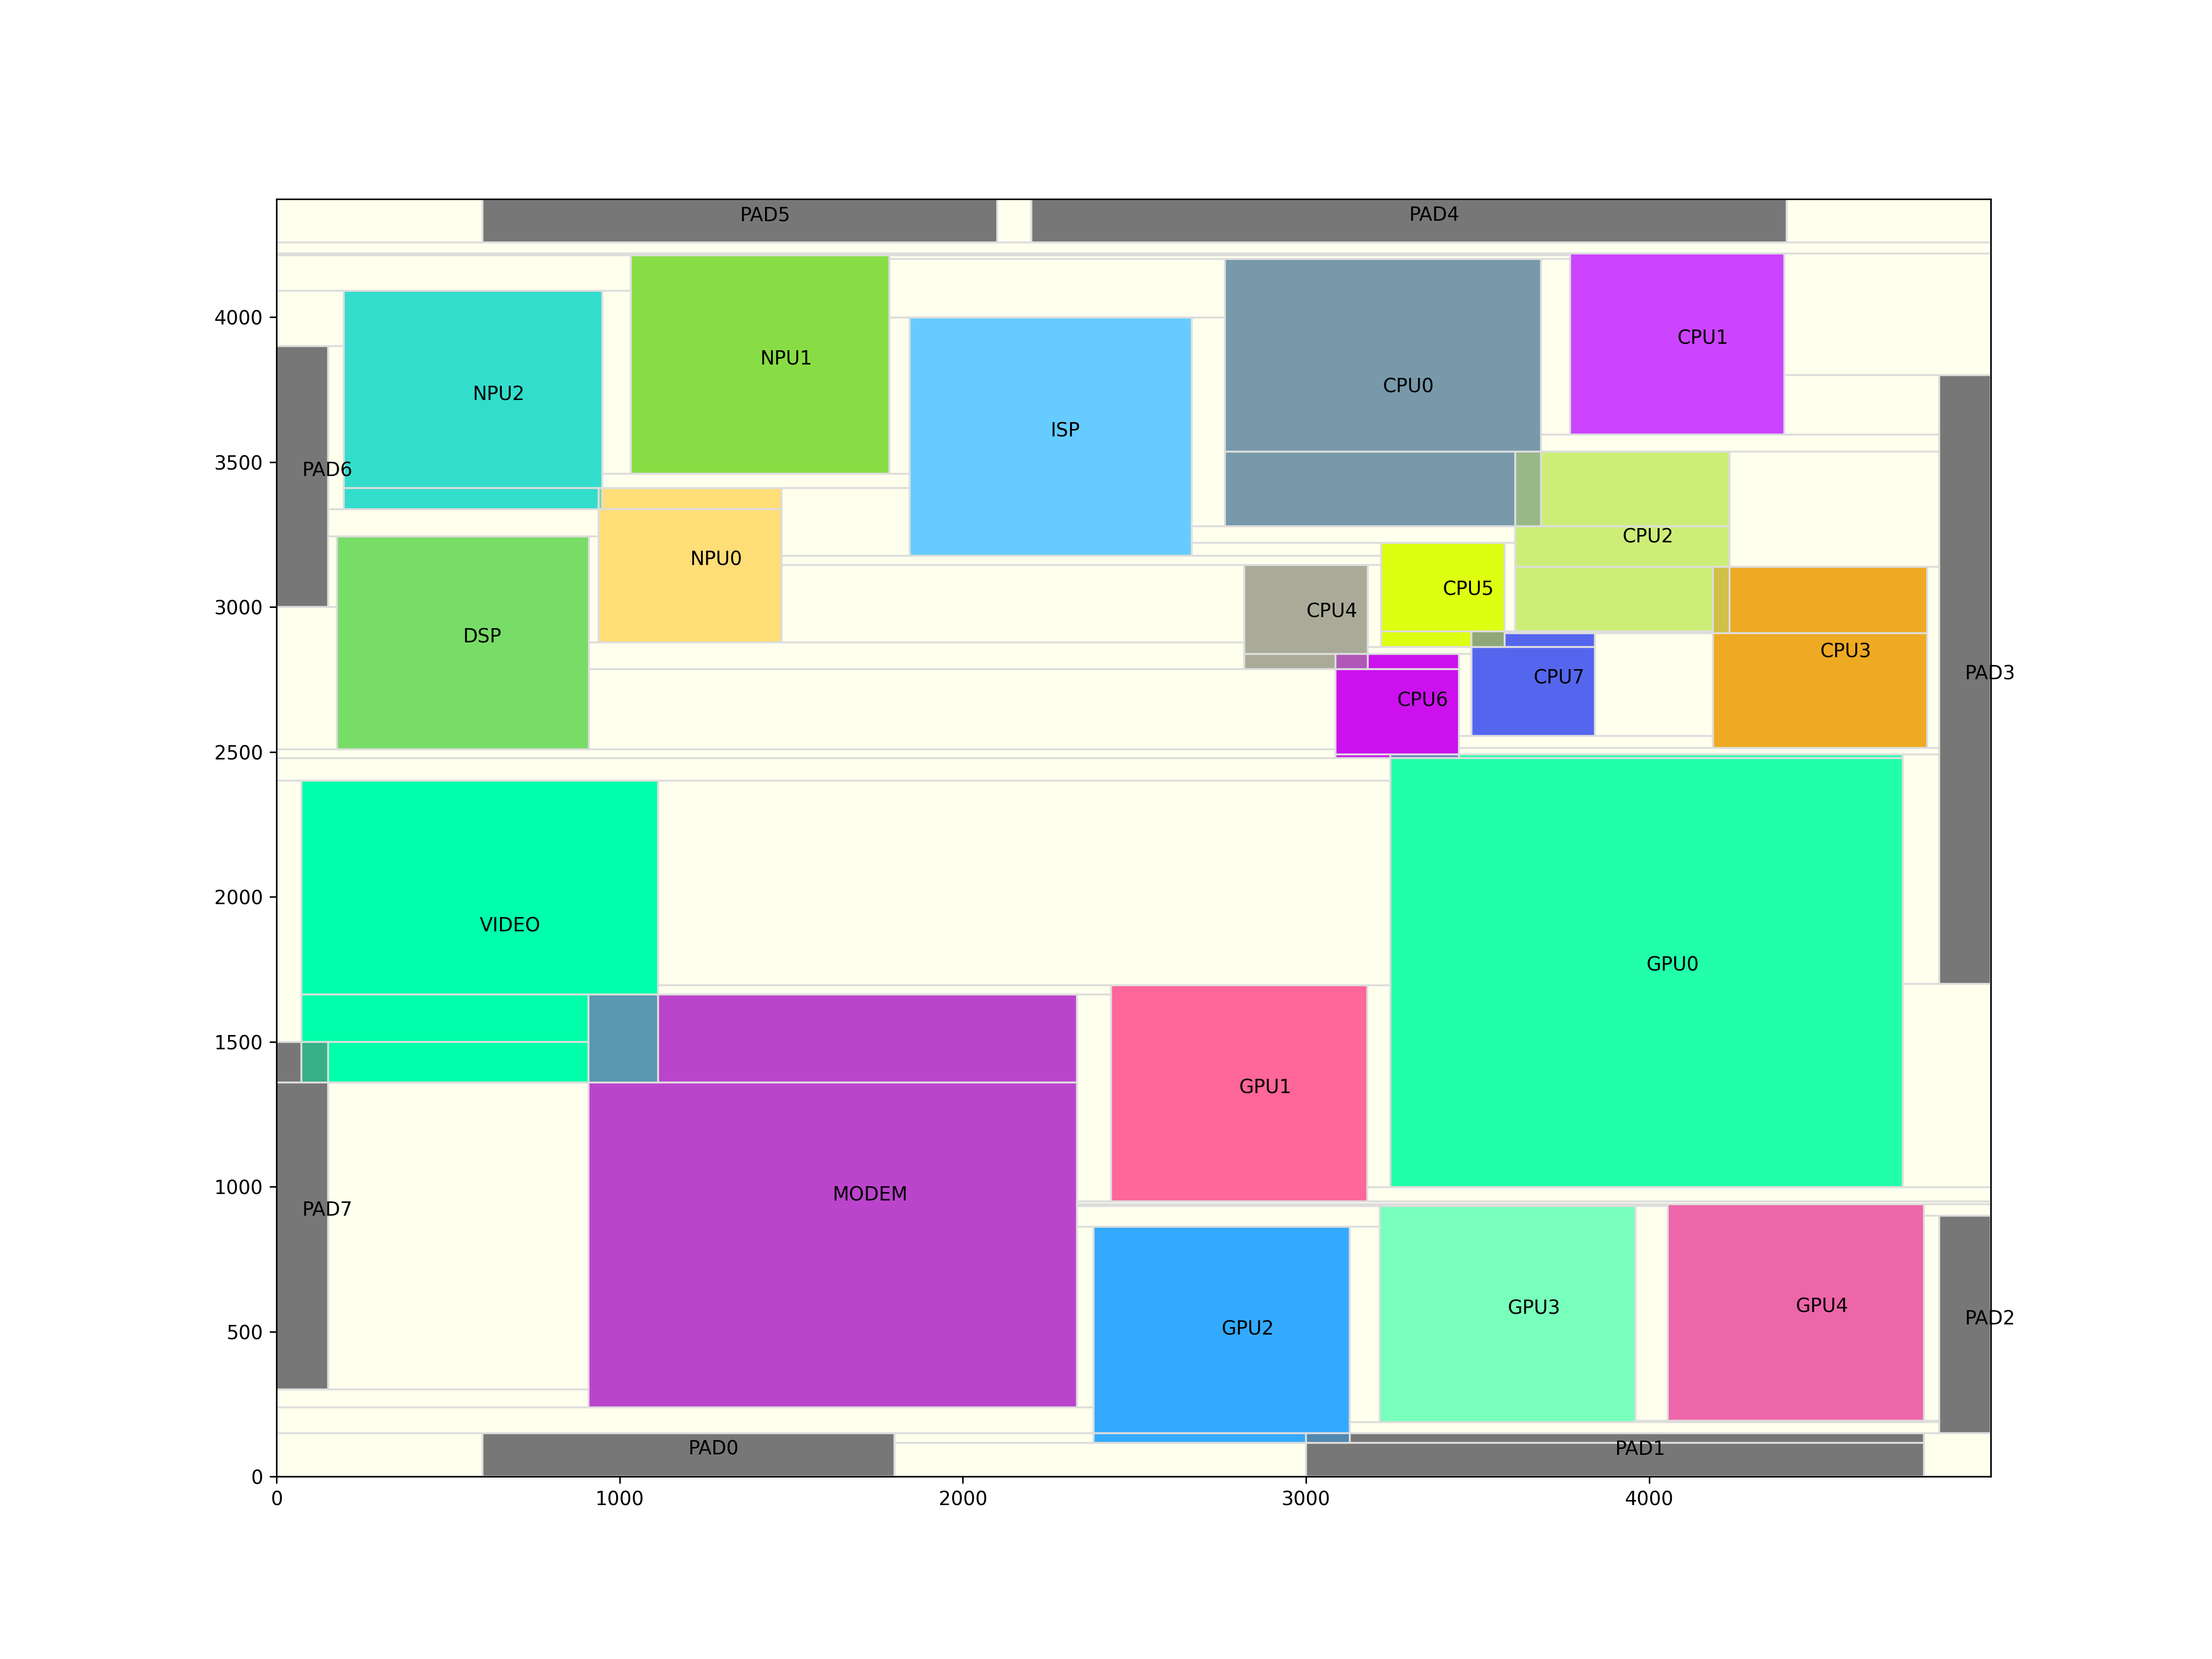 PAD5
PAD4
4000
NPU1
CPU1
NPU2
CPU0
ISP
3500
PAD6
CPU2
NPU0
CPU5
3000
CPU4
DSP
CPU3
PAD3
CPU7
CPU6
2500
2000
VIDEO
GPU0
1500
GPU1
1000
MODEM
PAD7
GPU4
GPU3
PAD2
GPU2
500
PAD0
PAD1
0
0 1000 2000 3000 4000